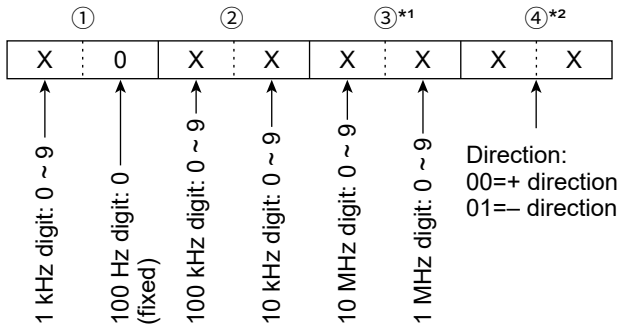 ① ② ③*¹ ④*²
X 0 X X X X X X
1 kHz digit: 0 ~ 9
100 Hz digit: 0
(fixed)
100 kHz digit: 0 ~ 9
10 kHz digit: 0 ~ 9
10 MHz digit: 0 ~ 9
1 MHz digit: 0 ~ 9
Direction:
00=+ direction
01=– direction